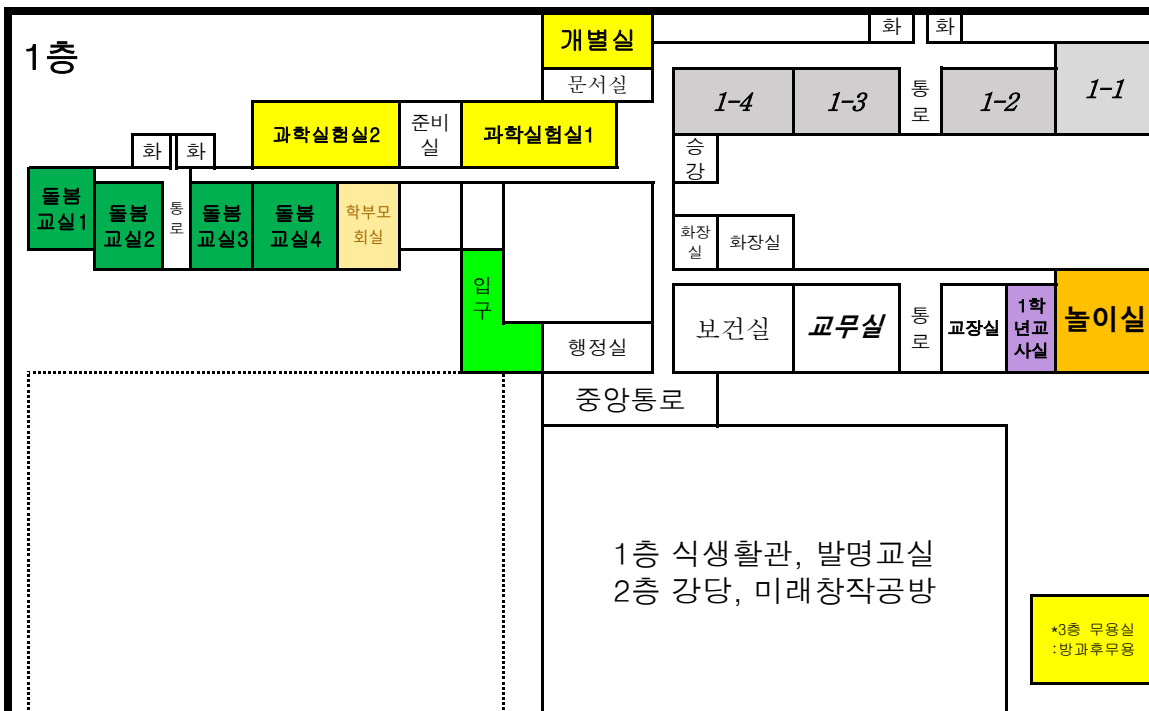 1층
개별실
문서실
화
화
1-4
1-3
통
로
1-2
1-1
과학실험실2
준비
실
과학실험실1
화
화
승
강
돌봄
교실1
돌봄
교실2
통
로
돌봄
교실3
돌봄
교실4
학부모
회실
화장
실
화장실
입
구
행정실
보건실
교무실
통
로
교장실
1학
년교
사실
놀이실
중앙통로
1층 식생활관, 발명교실
2층 강당, 미래창작공방
*3층 무용실
:방과후무용